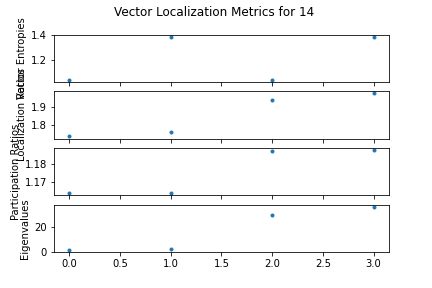 Vector Localization Metrics for 14
Vector Entropies
1.4
1.2
Localization Ratios
1.9
1.8
Participation Ratios
1.18
1.17
Eigenvalues
20
0
0.0 0.5 1.0 1.5 2.0 2.5 3.0